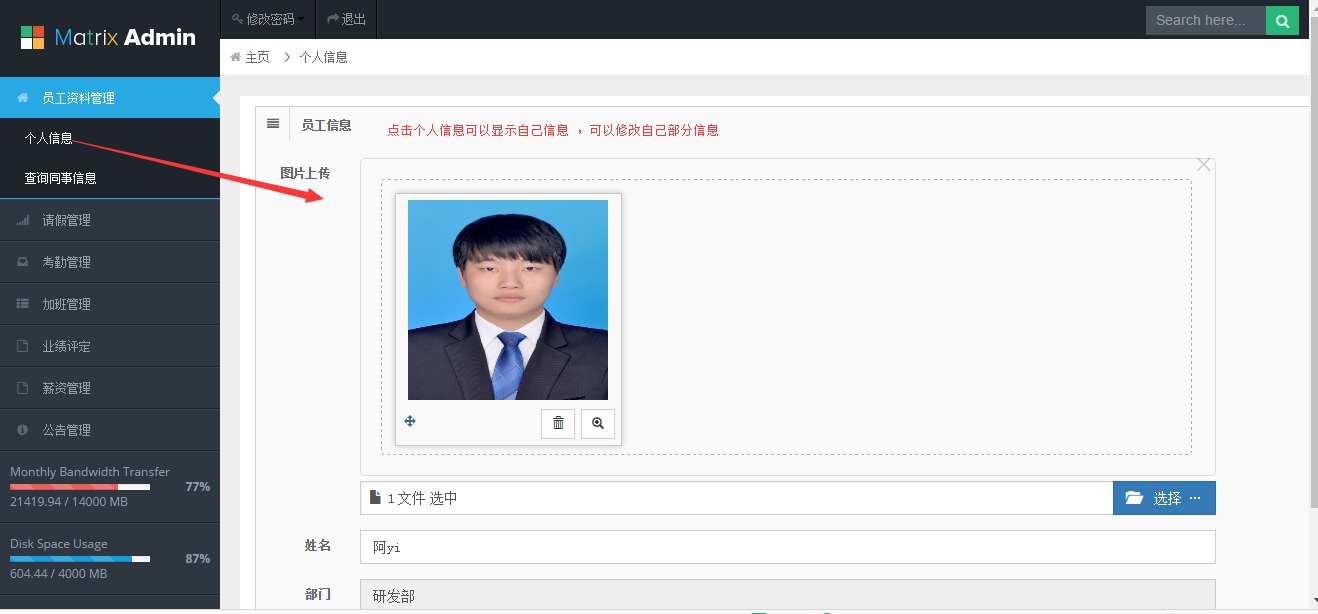 Matrix Admin
修改密码
退出
Search here...
主页
个人信息
员工资料管理
个人信息
查询同事信息
请假管理
考勤管理
加班管理
业绩评定
薪资管理
公告管理
Monthly Bandwidth Transfer
77%
21419.94 / 14000 MB
Disk Space Usage
87%
604.44 / 4000 MB
员工信息
点击个人信息可以显示自己信息 ，可以修改自己部分信息
图片上传
1 文件 选中
选择 ...
姓名
阿yi
部门
研发部